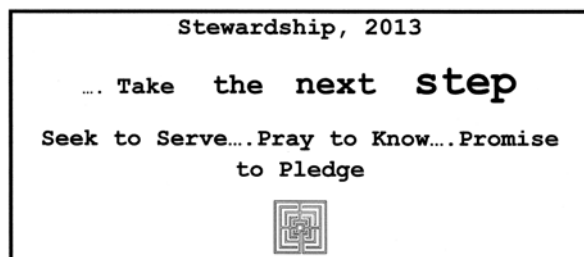 Stewardship, 2013
…. Take the next step
Seek to Serve….Pray to Know….Promise
to Pledge